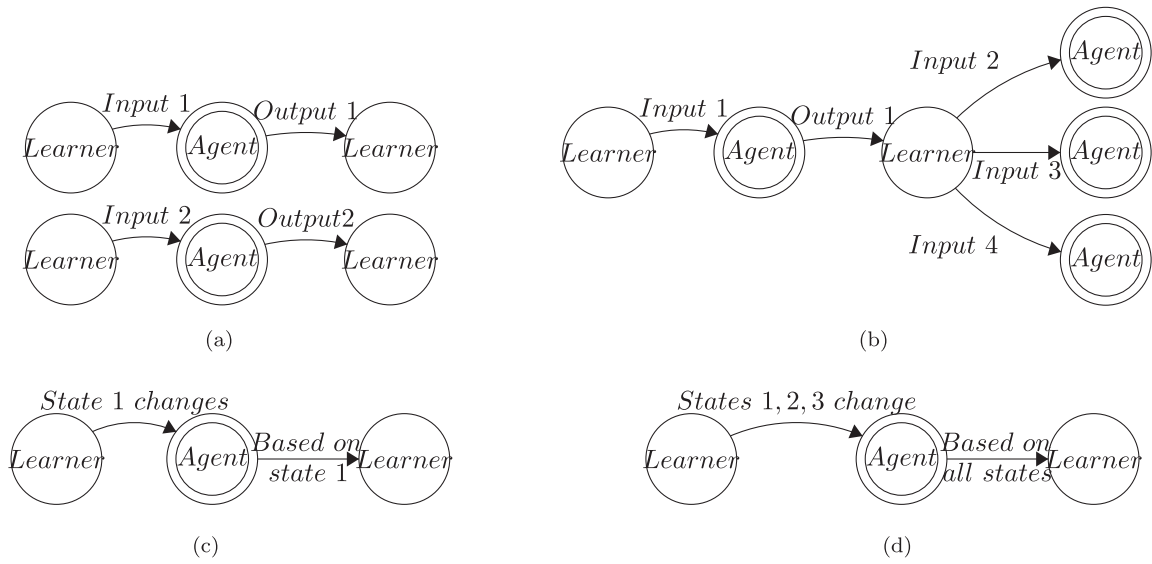 Input 1
Output 1
Learner
Agent
Learner
Input 2
Output2
Learner
Agent
Learner
(a)
Input 1
Output 1
Input 2
Learner
Agent
Learner
Agent
Input 3
Agent
Input 4
Agent
(b)
State 1 changes
Learner
Agent
Based on
state 1
Learner
(c)
States 1, 2, 3 change
Learner
Agent
Based on
all states
Learner
(d)